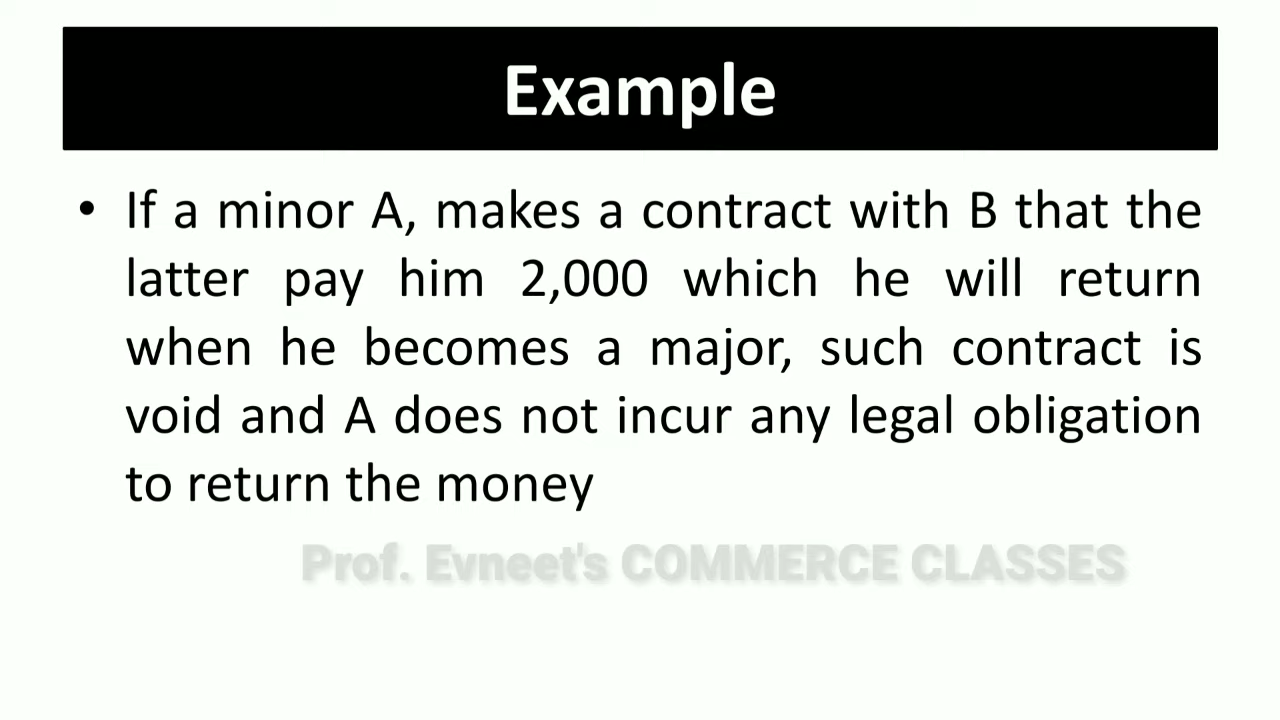 Example
• If a minor A, makes a contract with B that the
latter pay him 2,000 which he will return
when he becomes a major, such contract is
void and A does not incur any legal obligation
to return the money
Prof. Evneet's COMMERCE CLASSES